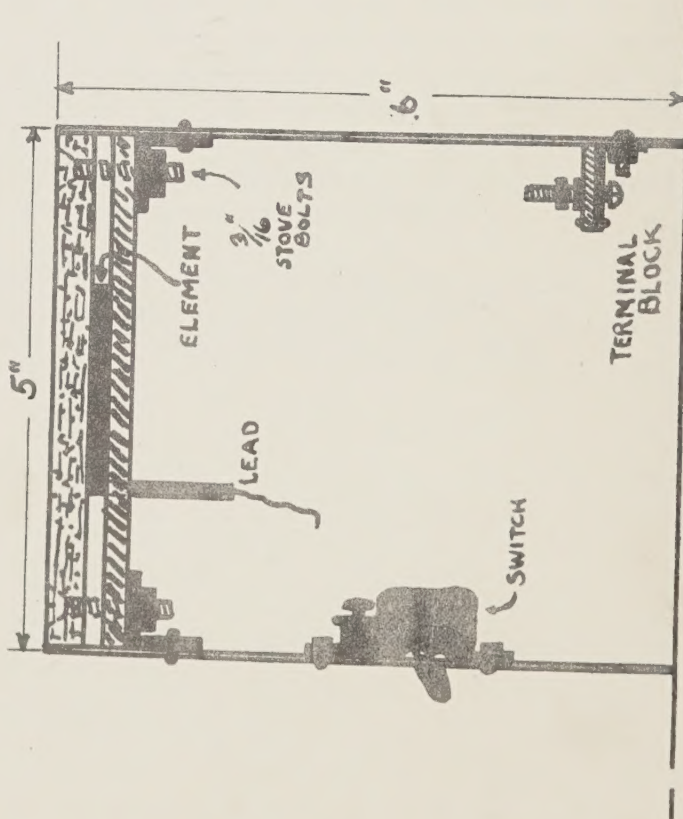 5"
6"
ELEMENT
3/16"
STOVE
BOLTS
LEAD
SWITCH
TERMINAL
BLOCK